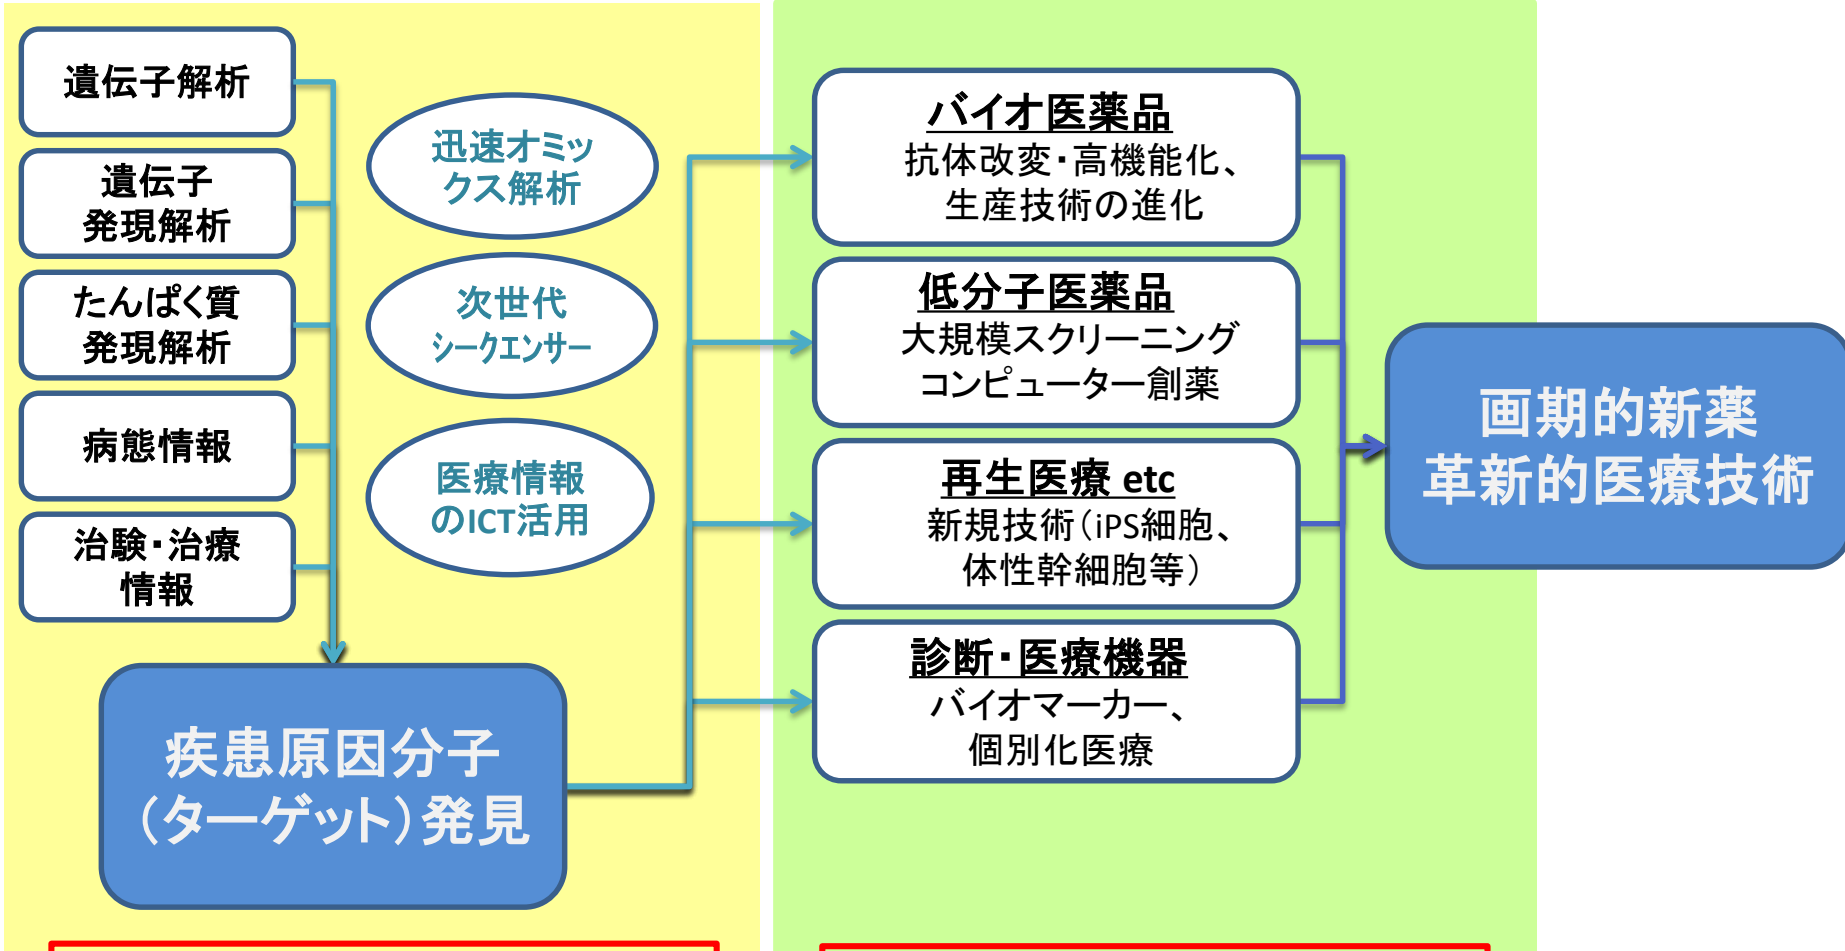 遺伝子解析
遺伝子
発現解析
たんぱく質
発現解析
病態情報
治験・治療
情報
迅速オミッ
クス解析
次世代
シークエンサー
医療情報
のICT活用
疾患原因分子
（ターゲット）発見
バイオ医薬品
抗体改変・高機能化、
生産技術の進化
低分子医薬品
大規模スクリーニング
コンピューター創薬
再生医療 etc
新規技術（iPS細胞、
体性幹細胞等）
診断・医療機器
バイオマーカー、
個別化医療
画期的新薬
革新的医療技術